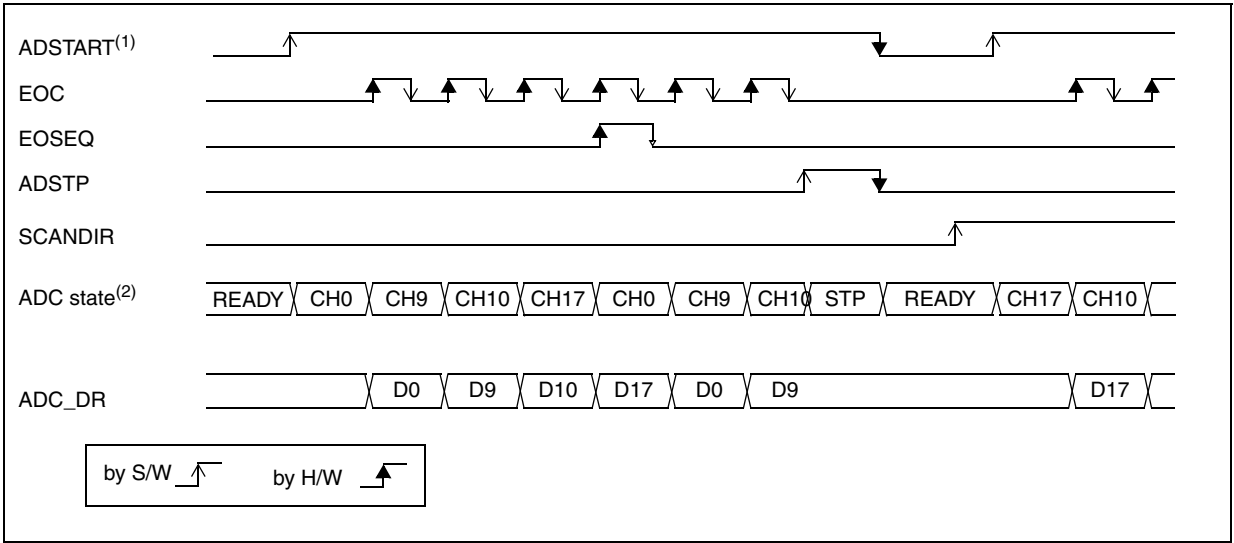 ADSTART(1)
EOC
EOSEQ
ADSTP
SCANDIR
ADC state(2) READY CH0 CH9 CH10 CH17 CH0 CH9 CH10 STP READY CH17 CH10
ADC_DR D0 D9 D10 D17 D0 D9 D17
by S/W by H/W